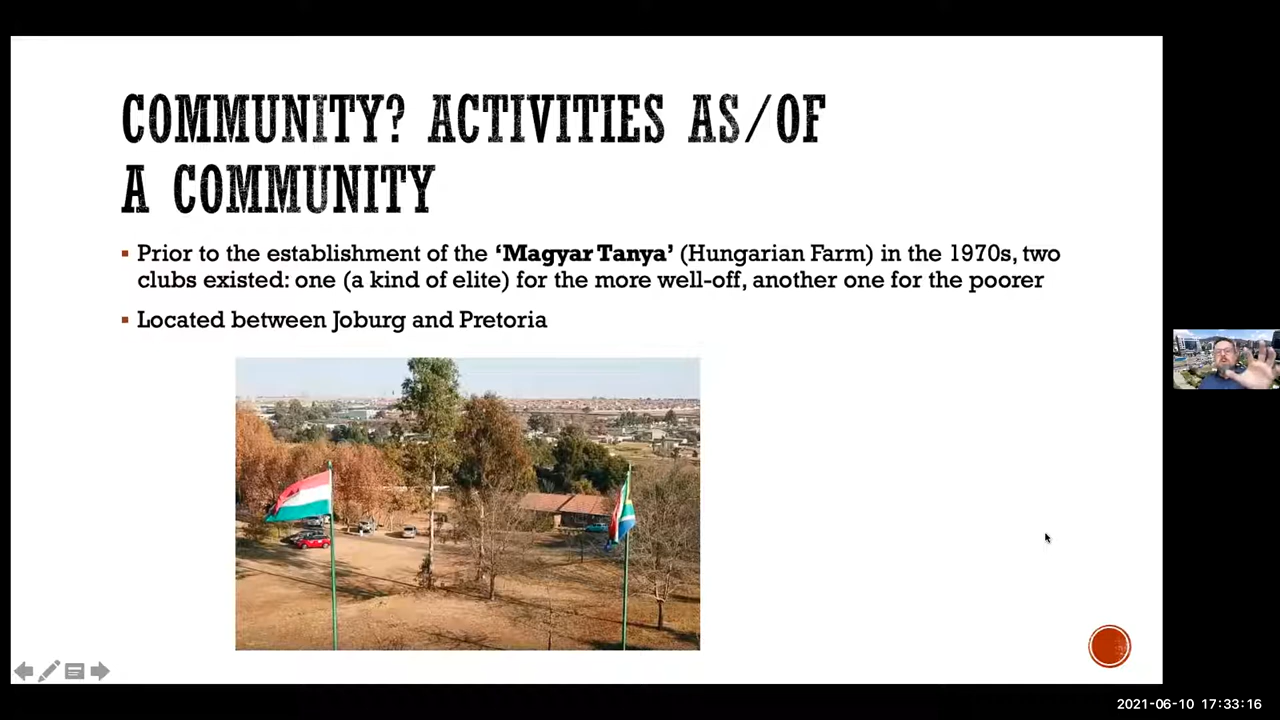 COMMUNITY? ACTIVITIES AS/OF
A COMMUNITY
Prior to the establishment of the ‘Magyar Tanya’ (Hungarian Farm) in the 1970s, two
clubs existed: one (a kind of elite) for the more well-off, another one for the poorer
Located between Joburg and Pretoria
2021-06-10 17:33:16